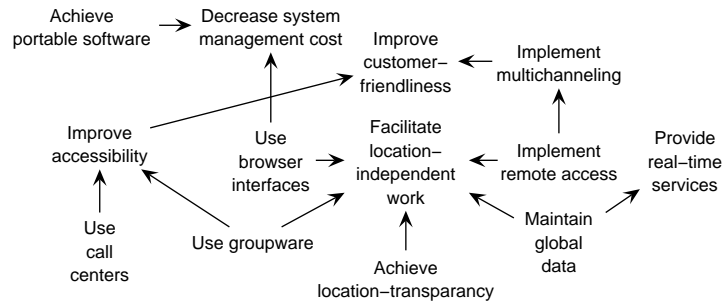 Achieve
portable software
Decrease system
management cost
Improve
customer–
friendliness
Implement
multichanneling
Improve
accessibility
Use
browser
interfaces
Facilitate
location–
independent
work
Implement
remote access
Provide
real–time
services
Use
call
centers
Use groupware
Achieve
location–transparency
Maintain
global
data